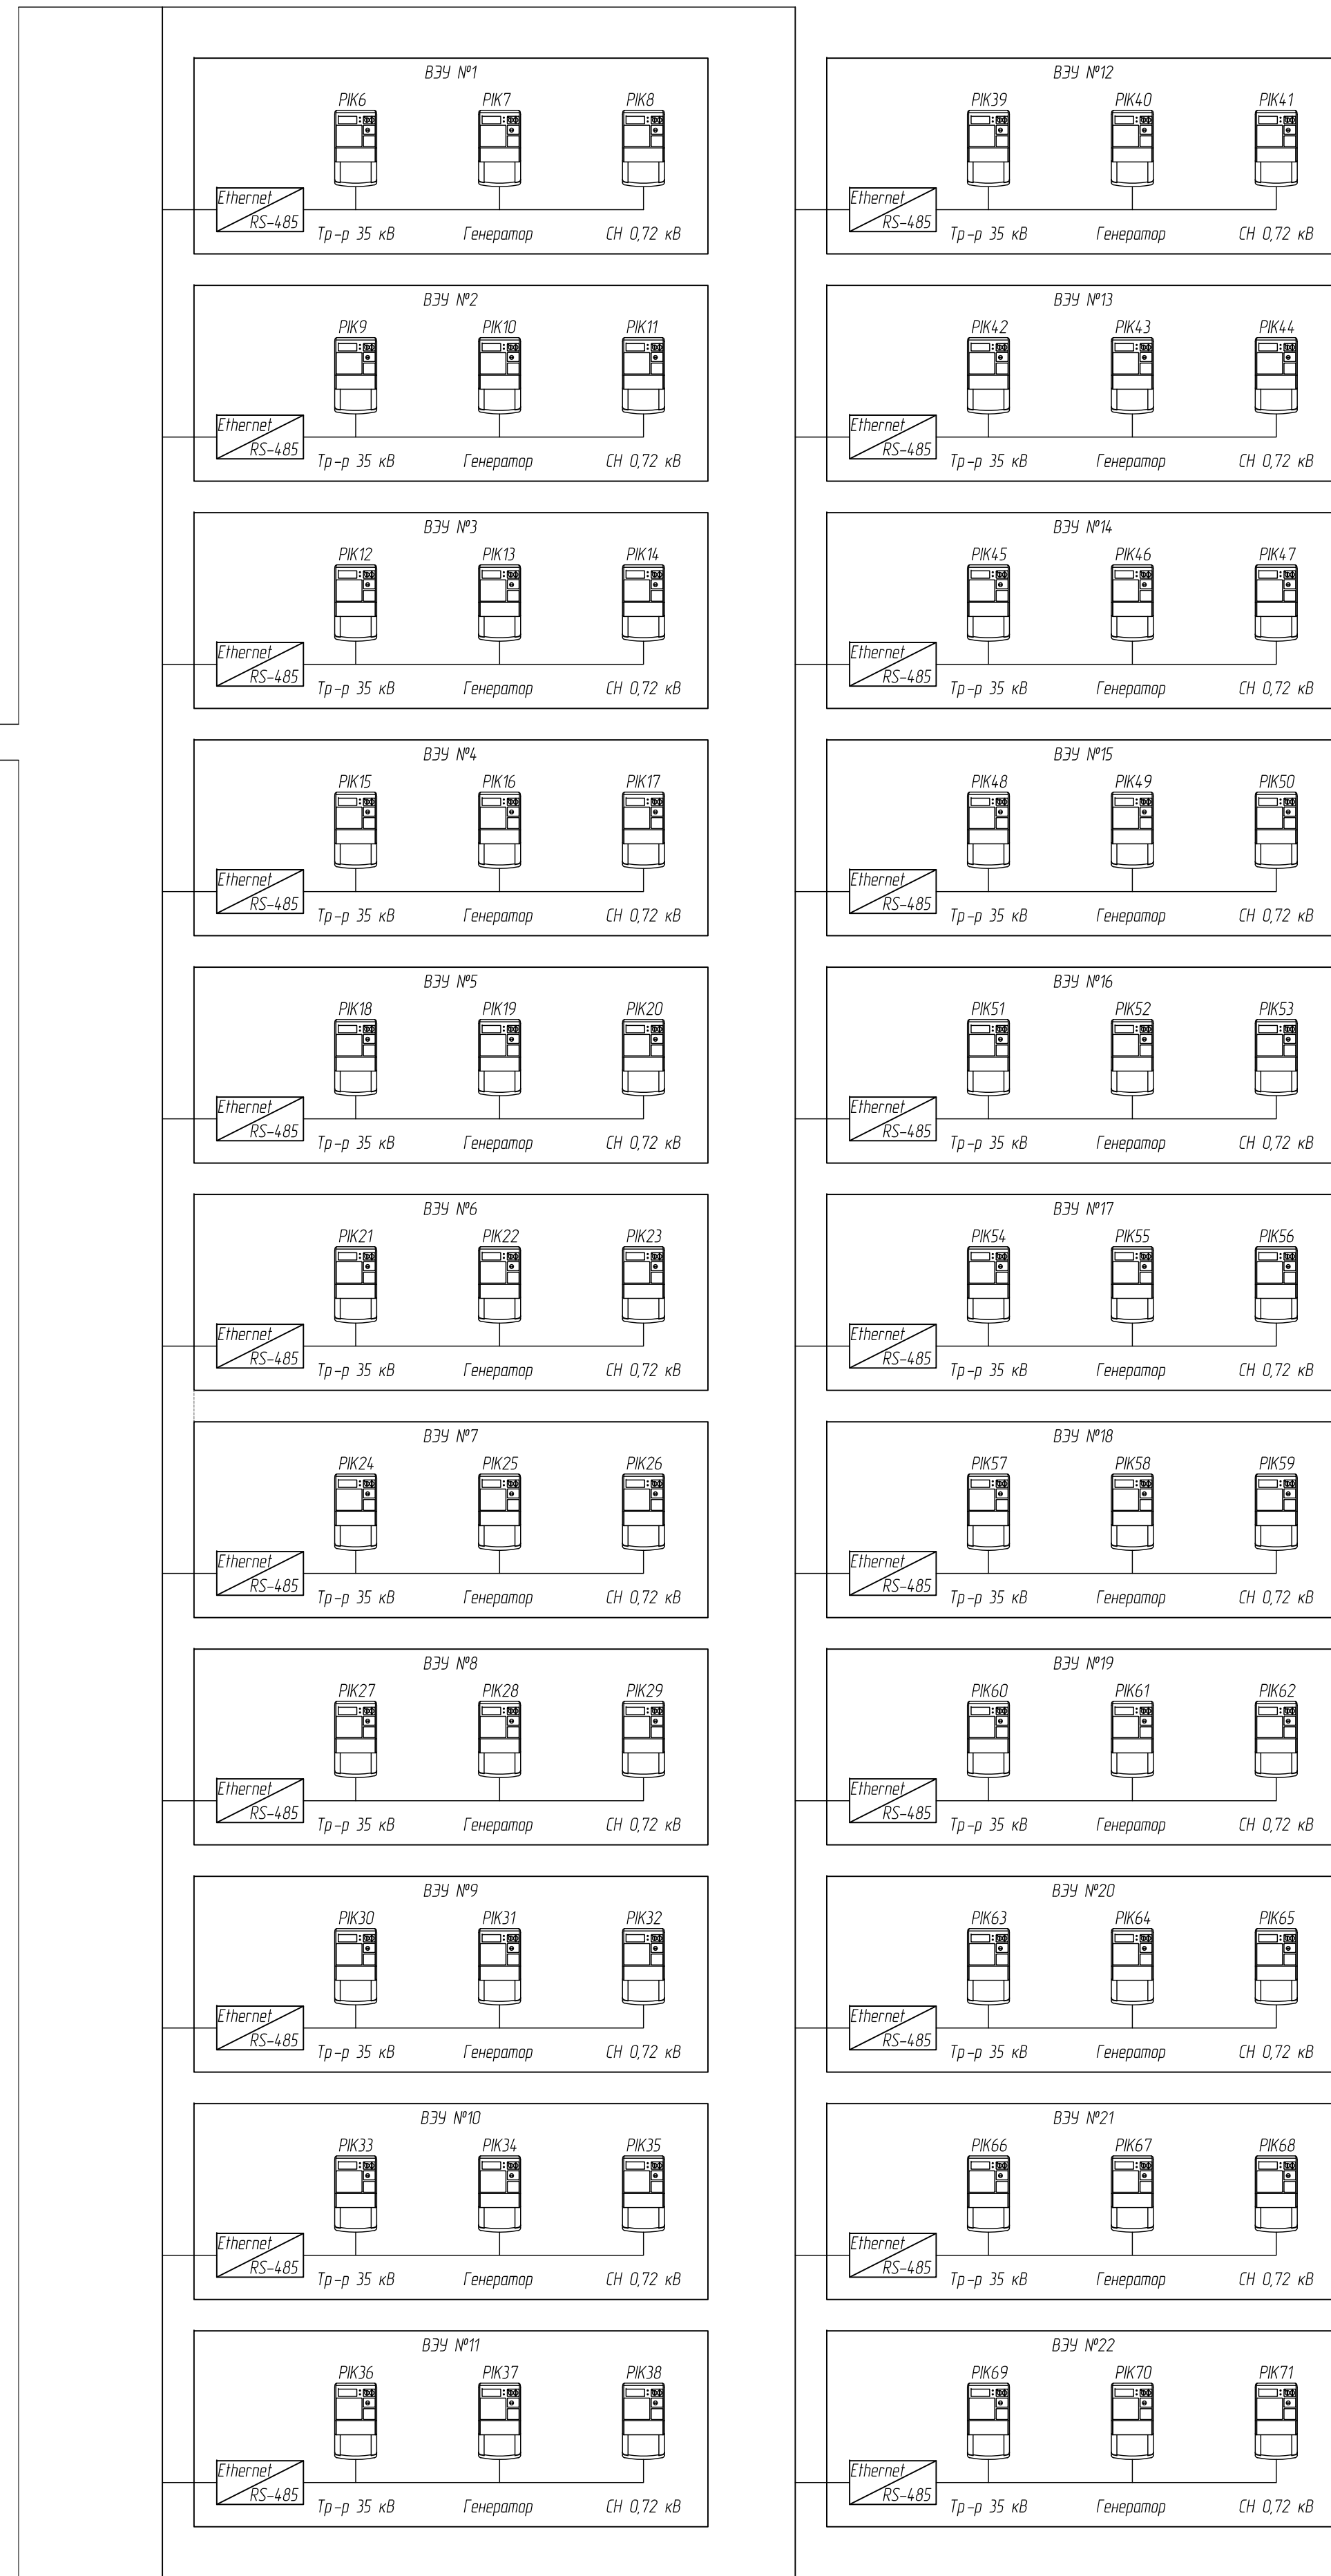 ВЭУ №1
PIK6 PIK7 PIK8
Ethernet
RS-485
Тр-р 35 кВ Генератор СН 0,72 кВ
ВЭУ №2
PIK9 PIK10 PIK11
Ethernet
RS-485
Тр-р 35 кВ Генератор СН 0,72 кВ
ВЭУ №3
PIK12 PIK13 PIK14
Ethernet
RS-485
Тр-р 35 кВ Генератор СН 0,72 кВ
ВЭУ №4
PIK15 PIK16 PIK17
Ethernet
RS-485
Тр-р 35 кВ Генератор СН 0,72 кВ
ВЭУ №5
PIK18 PIK19 PIK20
Ethernet
RS-485
Тр-р 35 кВ Генератор СН 0,72 кВ
ВЭУ №6
PIK21 PIK22 PIK23
Ethernet
RS-485
Тр-р 35 кВ Генератор СН 0,72 кВ
ВЭУ №7
PIK24 PIK25 PIK26
Ethernet
RS-485
Тр-р 35 кВ Генератор СН 0,72 кВ
ВЭУ №8
PIK27 PIK28 PIK29
Ethernet
RS-485
Тр-р 35 кВ Генератор СН 0,72 кВ
ВЭУ №9
PIK30 PIK31 PIK32
Ethernet
RS-485
Тр-р 35 кВ Генератор СН 0,72 кВ
ВЭУ №10
PIK33 PIK34 PIK35
Ethernet
RS-485
Тр-р 35 кВ Генератор СН 0,72 кВ
ВЭУ №11
PIK36 PIK37 PIK38
Ethernet
RS-485
Тр-р 35 кВ Генератор СН 0,72 кВ
ВЭУ №12
PIK39 PIK40 PIK41
Ethernet
RS-485
Тр-р 35 кВ Генератор СН 0,72 кВ
ВЭУ №13
PIK42 PIK43 PIK44
Ethernet
RS-485
Тр-р 35 кВ Генератор СН 0,72 кВ
ВЭУ №14
PIK45 PIK46 PIK47
Ethernet
RS-485
Тр-р 35 кВ Генератор СН 0,72 кВ
ВЭУ №15
PIK48 PIK49 PIK50
Ethernet
RS-485
Тр-р 35 кВ Генератор СН 0,72 кВ
ВЭУ №16
PIK51 PIK52 PIK53
Ethernet
RS-485
Тр-р 35 кВ Генератор СН 0,72 кВ
ВЭУ №17
PIK54 PIK55 PIK56
Ethernet
RS-485
Тр-р 35 кВ Генератор СН 0,72 кВ
ВЭУ №18
PIK57 PIK58 PIK59
Ethernet
RS-485
Тр-р 35 кВ Генератор СН 0,72 кВ
ВЭУ №19
PIK60 PIK61 PIK62
Ethernet
RS-485
Тр-р 35 кВ Генератор СН 0,72 кВ
ВЭУ №20
PIK63 PIK64 PIK65
Ethernet
RS-485
Тр-р 35 кВ Генератор СН 0,72 кВ
ВЭУ №21
PIK66 PIK67 PIK68
Ethernet
RS-485
Тр-р 35 кВ Генератор СН 0,72 кВ
ВЭУ №22
PIK69 PIK70 PIK71
Ethernet
RS-485
Тр-р 35 кВ Генератор СН 0,72 кВ